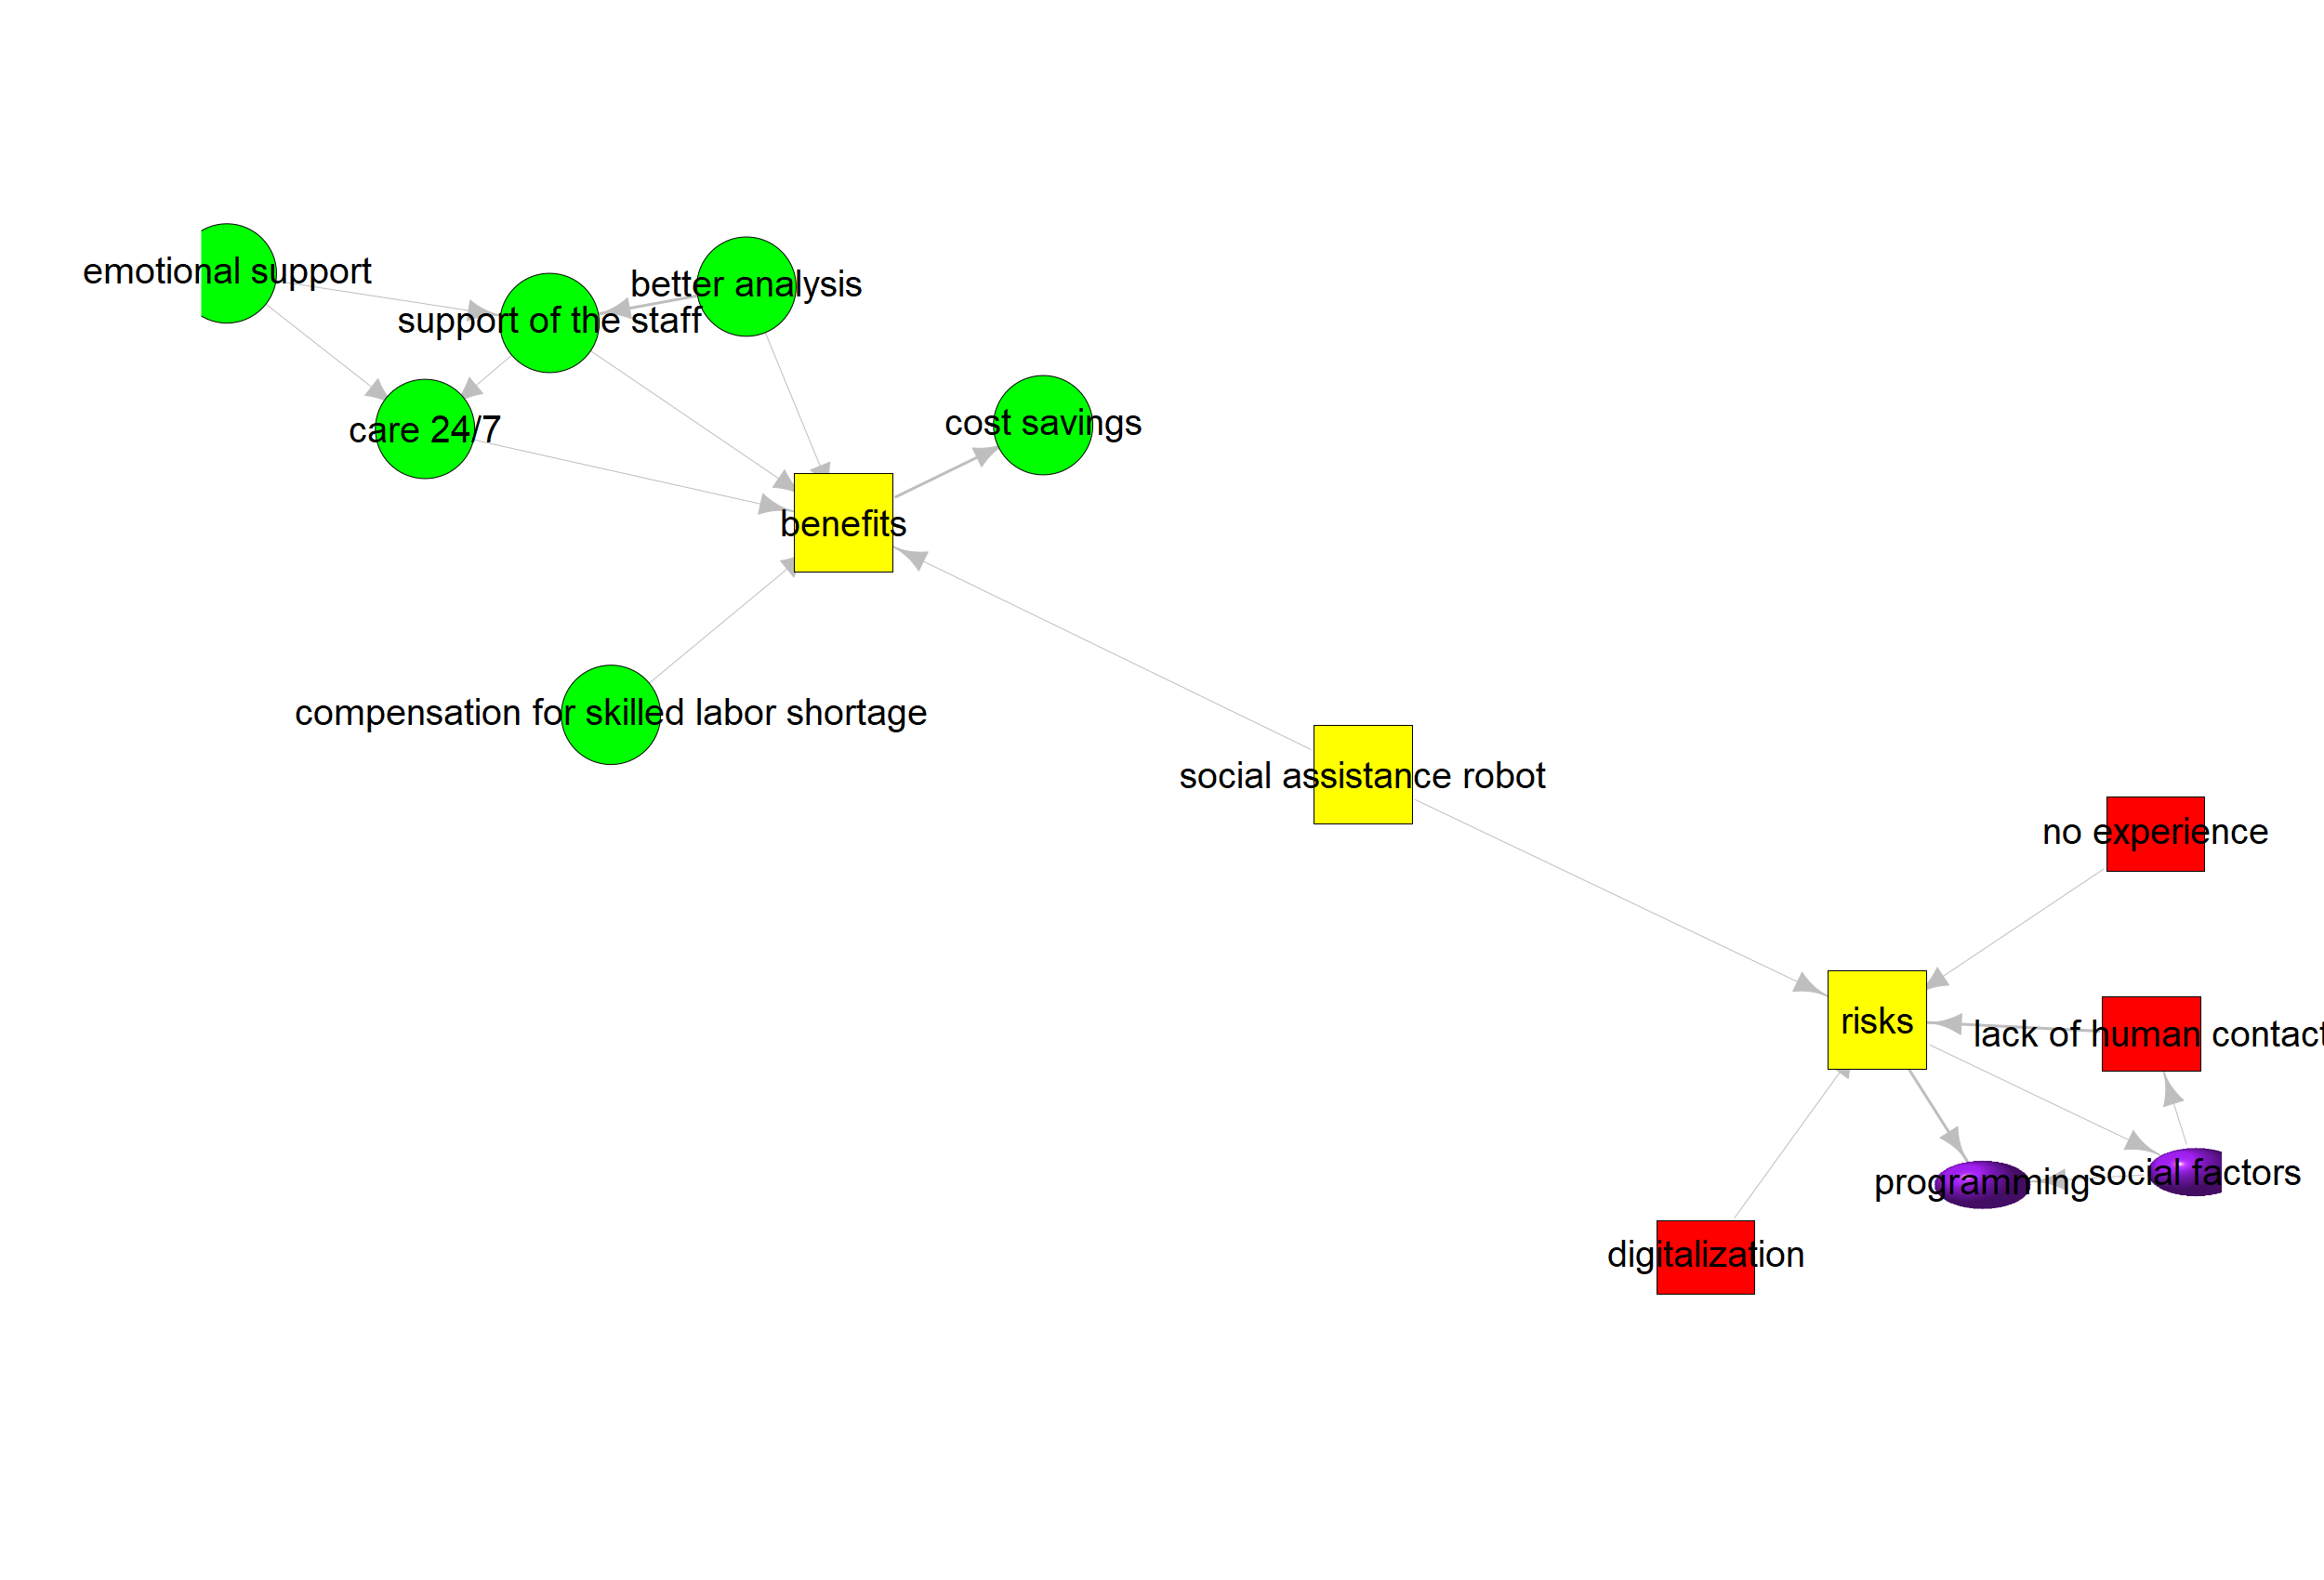 emotional support
better analysis
support of the staff
cost savings
care 24/7
benefits
compensation for skilled labor shortage
social assistance robot
no experience
risks
lack of human contact
social factors
programming
digitalization